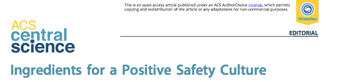 This is an open access article published under an ACS AuthorChoice License, which permits
copying and redistribution of the article or any adaptations for non-commercial purposes.
ACS
central
science
EDITORIAL
Ingredients for a Positive Safety Culture